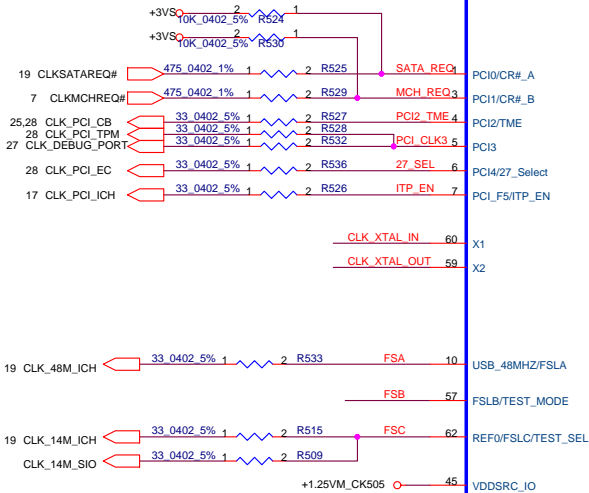 +3VS 2 1
10K_0402_5% R524
+3VS 2 1
10K_0402_5% R530
19 CLKSATAREQ# 475_0402_1% 1 2 R525 SATA_REQ 1 PCI0/CR#_A
7 CLKMCHREQ# 475_0402_1% 1 2 R529 MCH_REQ 3 PCI1/CR#_B
25,28 CLK_PCI_CB 33_0402_5% 1 2 R527 PCI2_TME 4 PCI2/TME
28 CLK_PCI_TPM 33_0402_5% 1 2 R528
27 CLK_DEBUG_PORT 33_0402_5% 1 2 R532 PCI_CLK3 5 PCI3
28 CLK_PCI_EC 33_0402_5% 1 2 R536 27_SEL 6 PCI4/27_Select
17 CLK_PCI_ICH 33_0402_5% 1 2 R526 ITP_EN 7 PCI_F5/ITP_EN
CLK_XTAL_IN 60 X1
CLK_XTAL_OUT 59 X2
19 CLK_48M_ICH 33_0402_5% 1 2 R533 FSA 10 USB_48MHZ/FSLA
FSB 57 FSLB/TEST_MODE
19 CLK_14M_ICH 33_0402_5% 1 2 R515 FSC 62 REF0/FSLC/TEST_SEL
CLK_14M_SIO 33_0402_5% 1 2 R509
+1.25VM_CK505 45 VDDSRC_IO